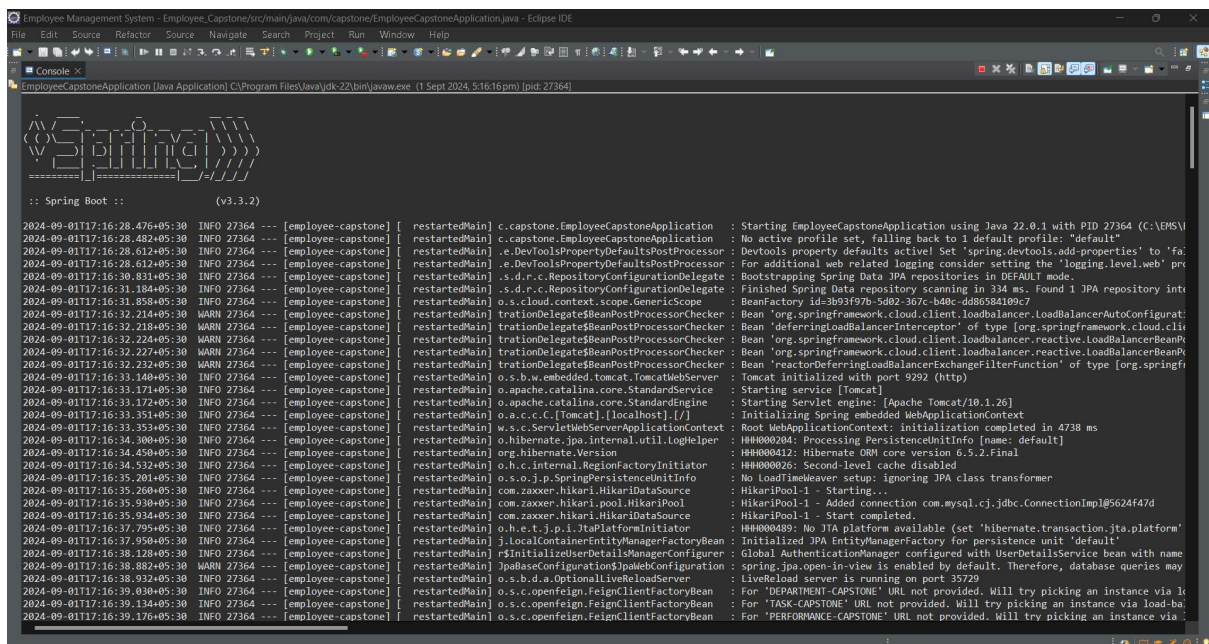 Employee Management System - Employee_Capstone/src/main/java/com/capstone/EmployeeCapstoneApplication.java - Eclipse IDE
File Edit Source Refactor Source Navigate Search Project Run Window Help
Console ×
EmployeeCapstoneApplication [Java Application] C:\Program Files\Java\jdk-22\bin\javaw.exe (1 Sept 2024, 5:16:16 pm) [pid: 27364]
Spring
:: Spring Boot :: (v3.3.2)
2024-09-01T17:16:28.476+05:30 INFO 27364 --- [employee-capstone] [ restartedMain] c.capstone.EmployeeCapstoneApplication : Starting EmployeeCapstoneApplication using Java 22.0.1 with PID 27364 (C:\EMS\
2024-09-01T17:16:28.482+05:30 INFO 27364 --- [employee-capstone] [ restartedMain] c.capstone.EmployeeCapstoneApplication : No active profile set, falling back to 1 default profile: "default"
2024-09-01T17:16:28.612+05:30 INFO 27364 --- [employee-capstone] [ restartedMain] .e.DevToolsPropertyDefaultsPostProcessor : Devtools property defaults active! Set 'spring.devtools.add-properties' to 'fal
2024-09-01T17:16:28.612+05:30 INFO 27364 --- [employee-capstone] [ restartedMain] .e.DevToolsPropertyDefaultsPostProcessor : For additional web related logging consider setting the 'logging.level.web' pro
2024-09-01T17:16:30.831+05:30 INFO 27364 --- [employee-capstone] [ restartedMain] .s.d.r.c.RepositoryConfigurationDelegate : Bootstrapping Spring Data JPA repositories in DEFAULT mode.
2024-09-01T17:16:31.184+05:30 INFO 27364 --- [employee-capstone] [ restartedMain] .s.d.r.c.RepositoryConfigurationDelegate : Finished Spring Data repository scanning in 334 ms. Found 1 JPA repository inte
2024-09-01T17:16:31.858+05:30 INFO 27364 --- [employee-capstone] [ restartedMain] o.s.cloud.context.scope.GenericScope : BeanFactory id=3b93f97b-5d02-367c-b40c-dd86584109c7
2024-09-01T17:16:32.214+05:30 WARN 27364 --- [employee-capstone] [ restartedMain] trationDelegate$BeanPostProcessorChecker : Bean 'org.springframework.cloud.client.loadbalancer.LoadBalancerAutoConfigurati
2024-09-01T17:16:32.218+05:30 WARN 27364 --- [employee-capstone] [ restartedMain] trationDelegate$BeanPostProcessorChecker : Bean 'deferringLoadBalancerInterceptor' of type [org.springframework.cloud.clie
2024-09-01T17:16:32.224+05:30 WARN 27364 --- [employee-capstone] [ restartedMain] trationDelegate$BeanPostProcessorChecker : Bean 'org.springframework.cloud.client.loadbalancer.reactive.LoadBalancerBeanPo
2024-09-01T17:16:32.227+05:30 WARN 27364 --- [employee-capstone] [ restartedMain] trationDelegate$BeanPostProcessorChecker : Bean 'org.springframework.cloud.client.loadbalancer.reactive.LoadBalancerBeanPo
2024-09-01T17:16:32.232+05:30 WARN 27364 --- [employee-capstone] [ restartedMain] trationDelegate$BeanPostProcessorChecker : Bean 'reactorDeferringLoadBalancerExchangeFilterFunction' of type [org.springfr
2024-09-01T17:16:33.140+05:30 INFO 27364 --- [employee-capstone] [ restartedMain] o.s.b.w.embedded.tomcat.TomcatWebServer : Tomcat initialized with port 9292 (http)
2024-09-01T17:16:33.171+05:30 INFO 27364 --- [employee-capstone] [ restartedMain] o.apache.catalina.core.StandardService : Starting service [Tomcat]
2024-09-01T17:16:33.172+05:30 INFO 27364 --- [employee-capstone] [ restartedMain] o.apache.catalina.core.StandardEngine : Starting Servlet engine: [Apache Tomcat/10.1.26]
2024-09-01T17:16:33.351+05:30 INFO 27364 --- [employee-capstone] [ restartedMain] o.a.c.c.C.[Tomcat].[localhost].[/] : Initializing Spring embedded WebApplicationContext
2024-09-01T17:16:33.353+05:30 INFO 27364 --- [employee-capstone] [ restartedMain] w.s.c.ServletWebServerApplicationContext : Root WebApplicationContext: initialization completed in 4738 ms
2024-09-01T17:16:34.300+05:30 INFO 27364 --- [employee-capstone] [ restartedMain] o.hibernate.jpa.internal.util.LogHelper : HHH000204: Processing PersistenceUnitInfo [name: default]
2024-09-01T17:16:34.450+05:30 INFO 27364 --- [employee-capstone] [ restartedMain] org.hibernate.Version : HHH000412: Hibernate ORM core version 6.5.2.Final
2024-09-01T17:16:34.532+05:30 INFO 27364 --- [employee-capstone] [ restartedMain] o.h.c.internal.RegionFactoryInitiator : HHH000026: Second-level cache disabled
2024-09-01T17:16:35.201+05:30 INFO 27364 --- [employee-capstone] [ restartedMain] o.s.o.j.p.SpringPersistenceUnitInfo : No LoadTimeWeaver setup: ignoring JPA class transformer
2024-09-01T17:16:35.260+05:30 INFO 27364 --- [employee-capstone] [ restartedMain] com.zaxxer.hikari.HikariDataSource : HikariPool-1 - Starting...
2024-09-01T17:16:35.930+05:30 INFO 27364 --- [employee-capstone] [ restartedMain] com.zaxxer.hikari.pool.HikariPool : HikariPool-1 - Added connection com.mysql.cj.jdbc.ConnectionImpl@5624f47d
2024-09-01T17:16:35.934+05:30 INFO 27364 --- [employee-capstone] [ restartedMain] com.zaxxer.hikari.HikariDataSource : HikariPool-1 - Start completed.
2024-09-01T17:16:37.795+05:30 INFO 27364 --- [employee-capstone] [ restartedMain] o.h.e.t.j.p.i.JtaPlatformInitiator : HHH000489: No JTA platform available (set 'hibernate.transaction.jta.platform'
2024-09-01T17:16:37.950+05:30 INFO 27364 --- [employee-capstone] [ restartedMain] j.LocalContainerEntityManagerFactoryBean : Initialized JPA EntityManagerFactory for persistence unit 'default'
2024-09-01T17:16:38.128+05:30 INFO 27364 --- [employee-capstone] [ restartedMain] r$InitializeUserDetailsManagerConfigurer : Global AuthenticationManager configured with UserDetailsService bean with name
2024-09-01T17:16:38.882+05:30 WARN 27364 --- [employee-capstone] [ restartedMain] JpaBaseConfiguration$JpaWebConfiguration : spring.jpa.open-in-view is enabled by default. Therefore, database queries may
2024-09-01T17:16:38.932+05:30 INFO 27364 --- [employee-capstone] [ restartedMain] o.s.b.d.a.OptionalLiveReloadServer : LiveReload server is running on port 35729
2024-09-01T17:16:39.030+05:30 INFO 27364 --- [employee-capstone] [ restartedMain] o.s.c.openfeign.FeignClientFactoryBean : For 'DEPARTMENT-CAPSTONE' URL not provided. Will try picking an instance via lo
2024-09-01T17:16:39.134+05:30 INFO 27364 --- [employee-capstone] [ restartedMain] o.s.c.openfeign.FeignClientFactoryBean : For 'TASK-CAPSTONE' URL not provided. Will try picking an instance via load-ba
2024-09-01T17:16:39.176+05:30 INFO 27364 --- [employee-capstone] [ restartedMain] o.s.c.openfeign.FeignClientFactoryBean : For 'PERFORMANCE-CAPSTONE' URL not provided. Will try picking an instance via